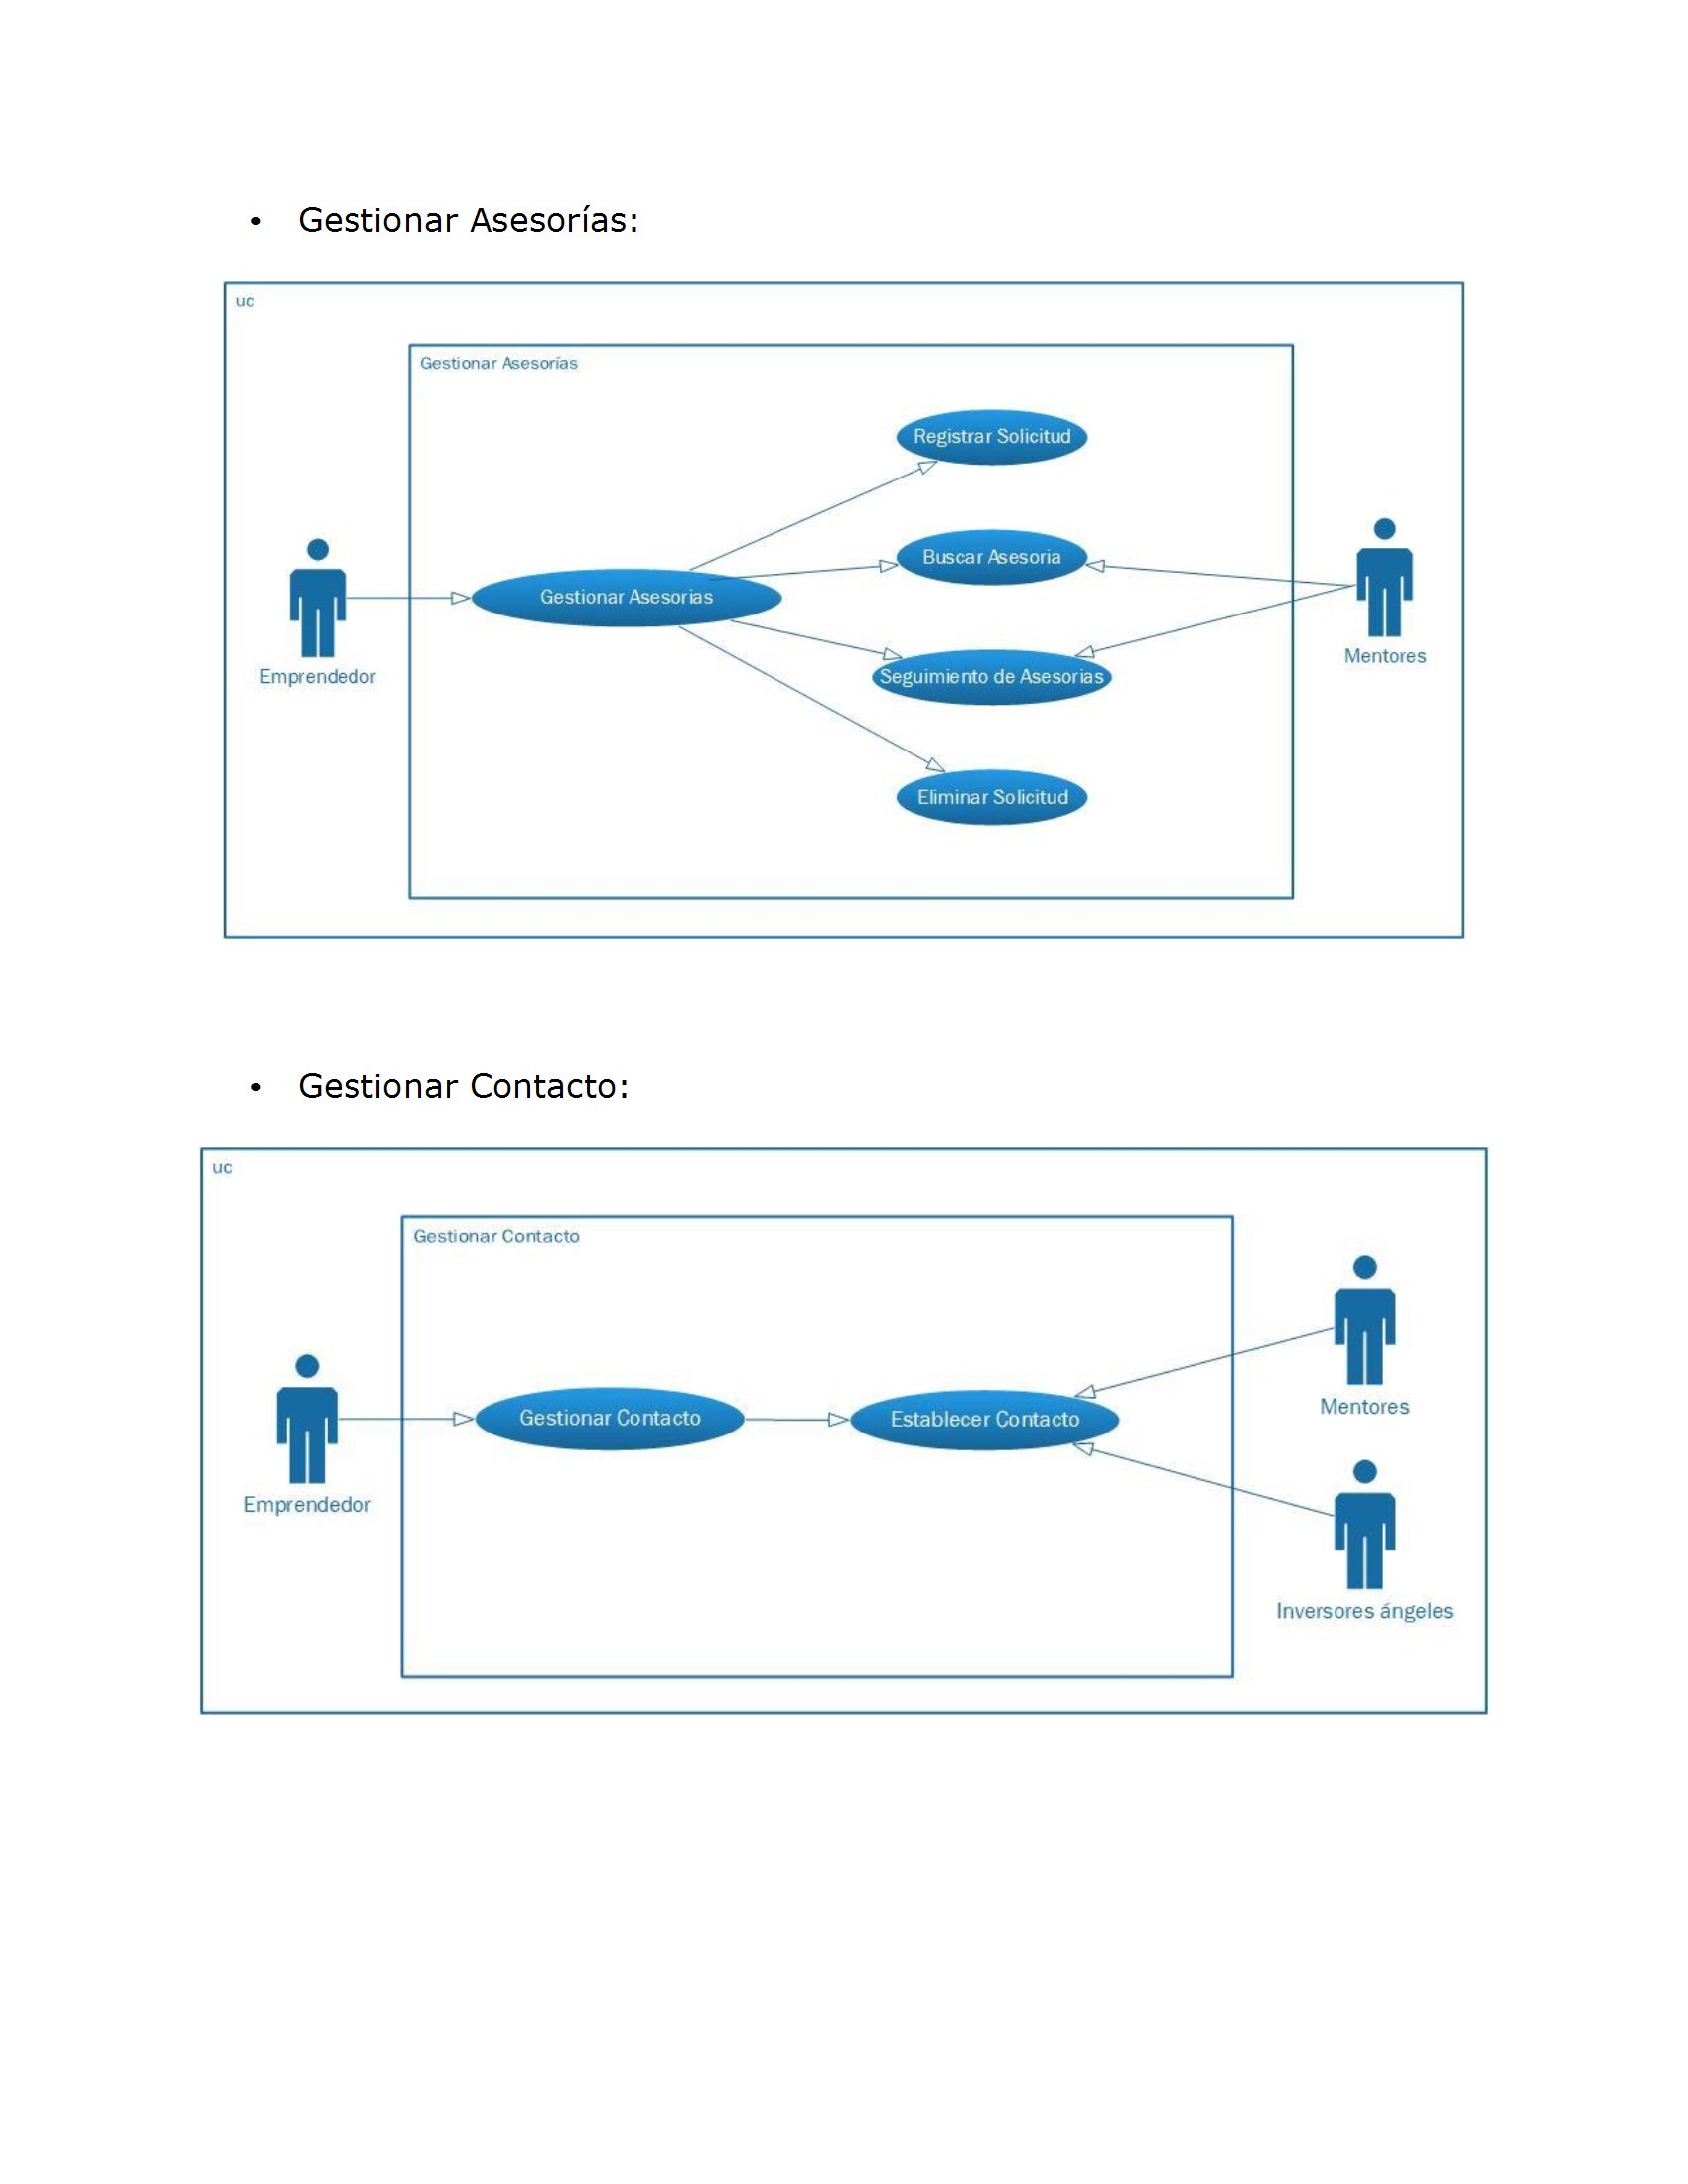 • Gestionar Asesorías:
uc
Gestionar Asesorías
Registrar Solicitud
Buscar Asesoria
Gestionar Asesorias
Mentores
Emprendedor
Seguimiento de Asesorias
Eliminar Solicitud
• Gestionar Contacto:
uc
Gestionar Contacto
Mentores
Gestionar Contacto
Establecer Contacto
Emprendedor
Inversores ángeles